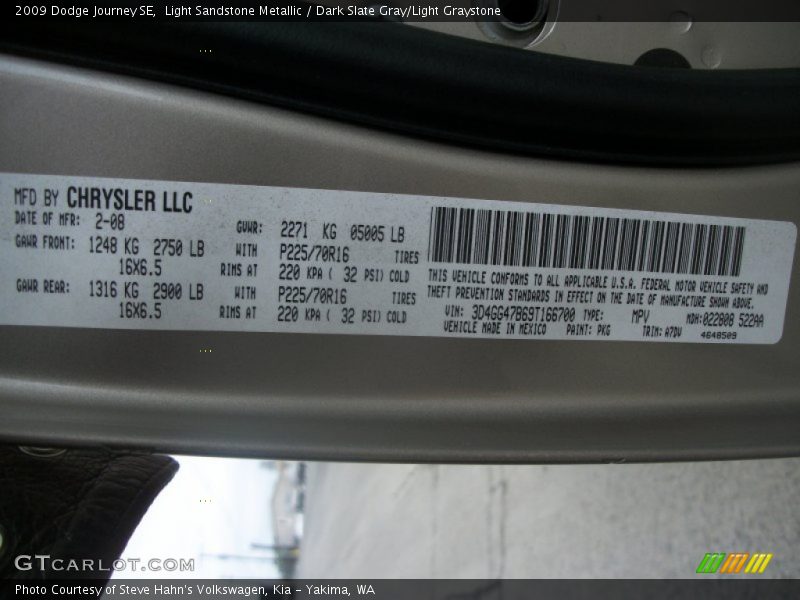 2009 Dodge Journey SE, Light Sandstone Metallic / Dark Slate Gray/Light Graystone
MFD BY CHRYSLER LLC
DATE OF MFR: 2-08
GVWR: 2271 KG 05005 LB
GAWR FRONT: 1248 KG 2750 LB WITH P225/70R16 TIRES
16X6.5 RIMS AT 220 KPA ( 32 PSI) COLD
GAWR REAR: 1316 KG 2900 LB WITH P225/70R16 TIRES
16X6.5 RIMS AT 220 KPA ( 32 PSI) COLD
THIS VEHICLE CONFORMS TO ALL APPLICABLE U.S.A. FEDERAL MOTOR VEHICLE SAFETY AND
THEFT PREVENTION STANDARDS IN EFFECT ON THE DATE OF MANUFACTURE SHOWN ABOVE.
VIN: 3D4GG47B69T166700 TYPE: MPV MDH:022808 522AA
VEHICLE MADE IN MEXICO PAINT: PKG TRIM: A7DV 4648509
GTCARLOT.COM
Photo Courtesy of Steve Hahn's Volkswagen, Kia - Yakima, WA